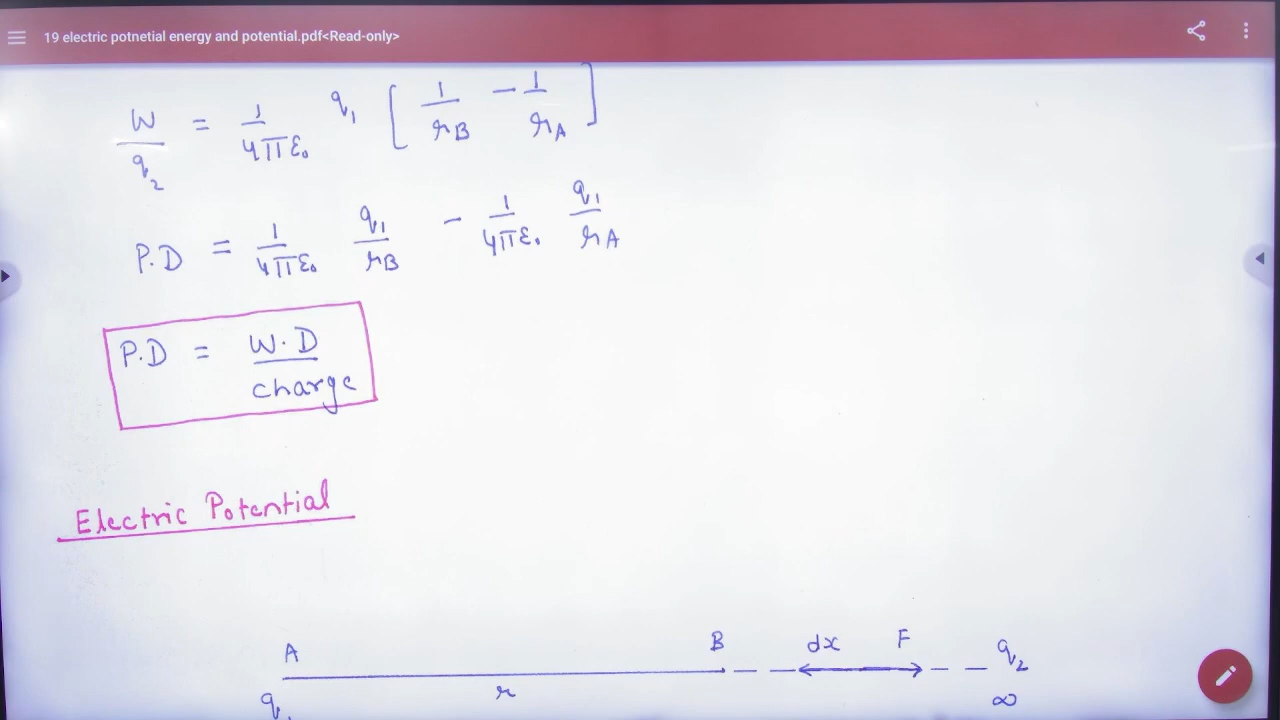 19 electric potnetial energy and potential.pdf<Read-only>
W/q₂ = 1/4πε₀ q₁ [ 1/rB - 1/rA ]
P.D = 1/4πε₀ q₁/rB - 1/4πε₀ q₁/rA
P.D = W.D/charge
Electric Potential
A B dx F q₂
r
q ∞